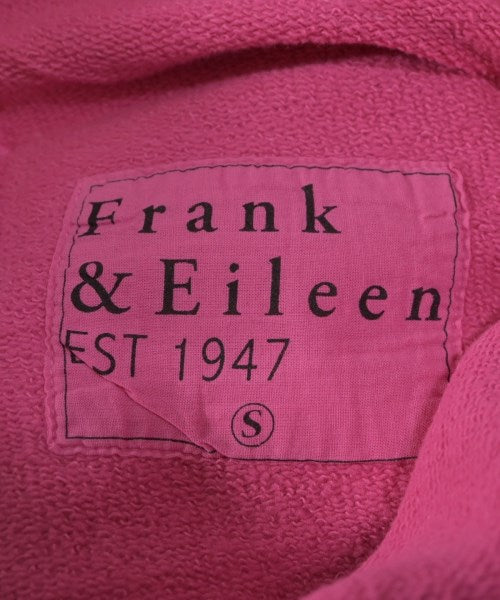 Frank
& Eileen
EST 1947
S